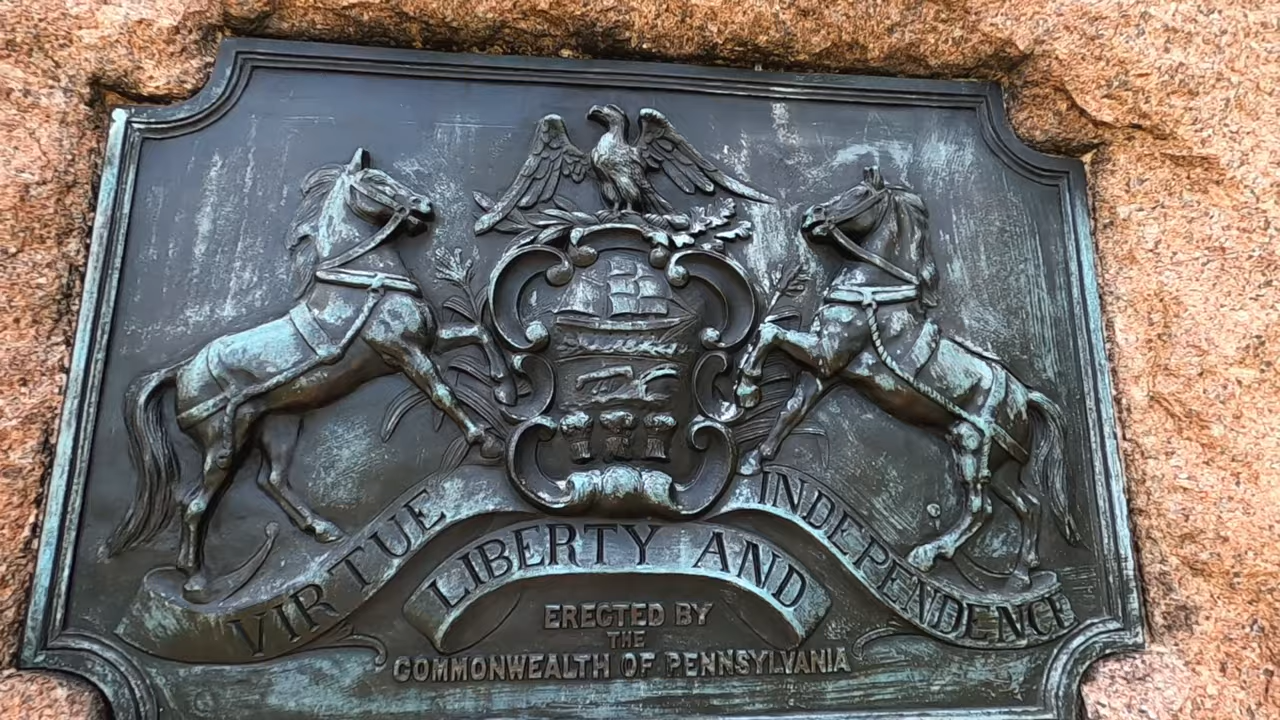 VIRTUE LIBERTY AND INDEPENDENCE
ERECTED BY
THE
COMMONWEALTH OF PENNSYLVANIA